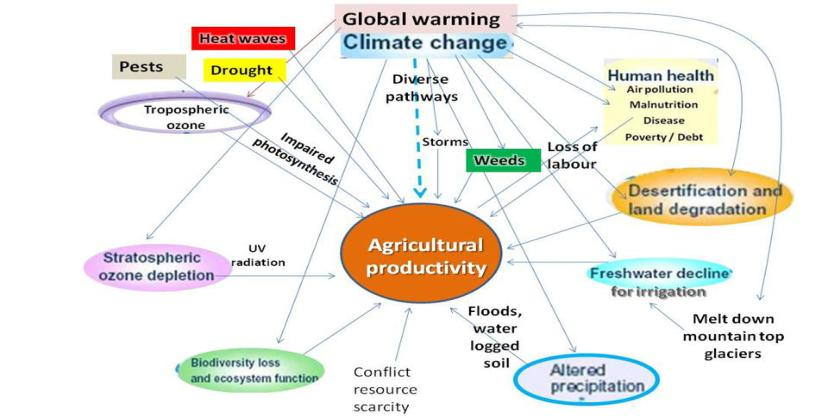 Global warming
Climate change
Heat waves
Pests
Drought
Diverse
pathways
Human health
Air pollution
Malnutrition
Disease
Poverty / Debt
Tropospheric
ozone
Impaired
photosynthesis
Storms
Weeds
Loss of
labour
Desertification and
land degradation
Agricultural
productivity
Stratospheric
ozone depletion
UV
radiation
Freshwater decline
for irrigation
Floods,
water
logged
soil
Melt down
mountain top
glaciers
Biodiversity loss
and ecosystem function
Conflict
resource
scarcity
Altered
precipitation